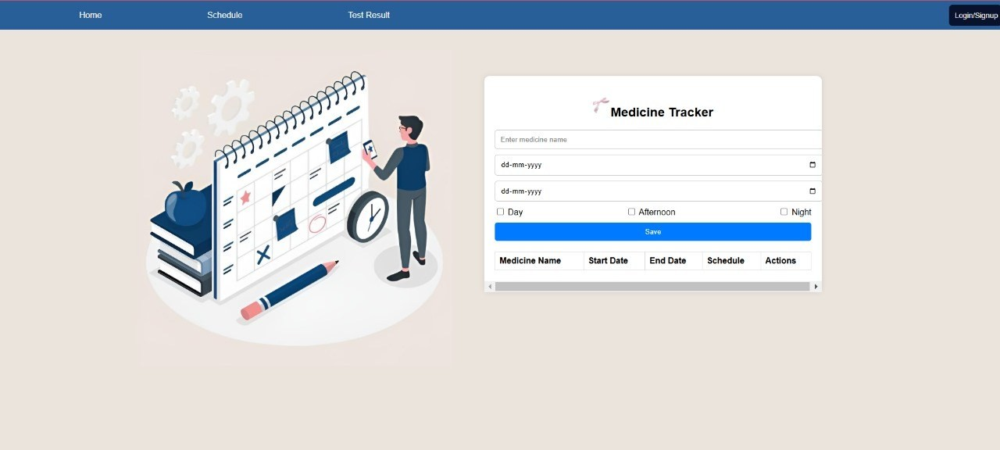 Home Schedule Test Result Login/Signup
Medicine Tracker
Enter medicine name
dd-mm-yyyy
dd-mm-yyyy
Day Afternoon Night
Save
Medicine Name Start Date End Date Schedule Actions